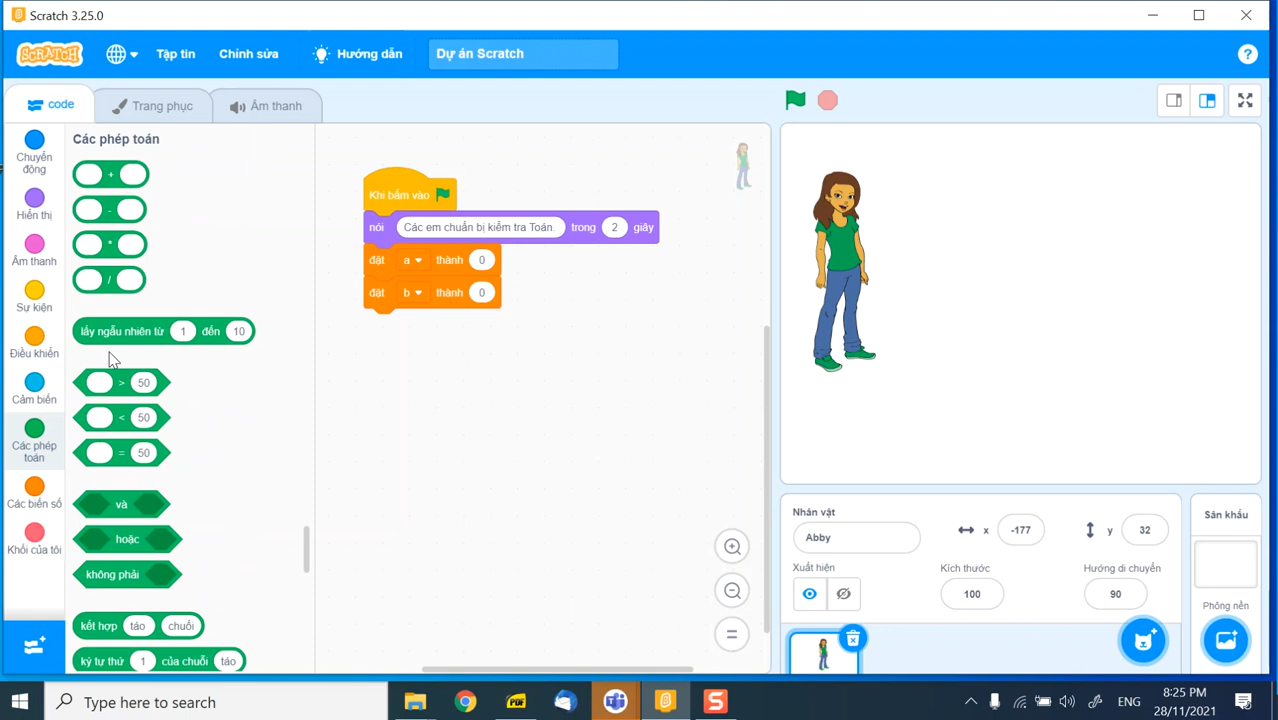 Scratch 3.25.0
SCRATCH Tập tin Chỉnh sửa Hướng dẫn Dự án Scratch ?
code Trang phục Âm thanh
Chuyển động
Hiển thị
Âm thanh
Sự kiện
Điều khiển
Cảm biến
Các phép toán
Các biến số
Khối của tôi
Các phép toán
+
-
*
/
lấy ngẫu nhiên từ 1 đến 10
> 50
< 50
= 50
và
hoặc
không phải
kết hợp táo chuối
ký tự thứ 1 của chuỗi táo
Khi bấm vào
nói Các em chuẩn bị kiểm tra Toán. trong 2 giây
đặt a thành 0
đặt b thành 0
Nhân vật
Abby
x -177
y 32
Xuất hiện
Kích thước
100
Hướng di chuyển
90
Sân khấu
Phông nền
Type here to search
PDF
S
ENG
8:25 PM
28/11/2021